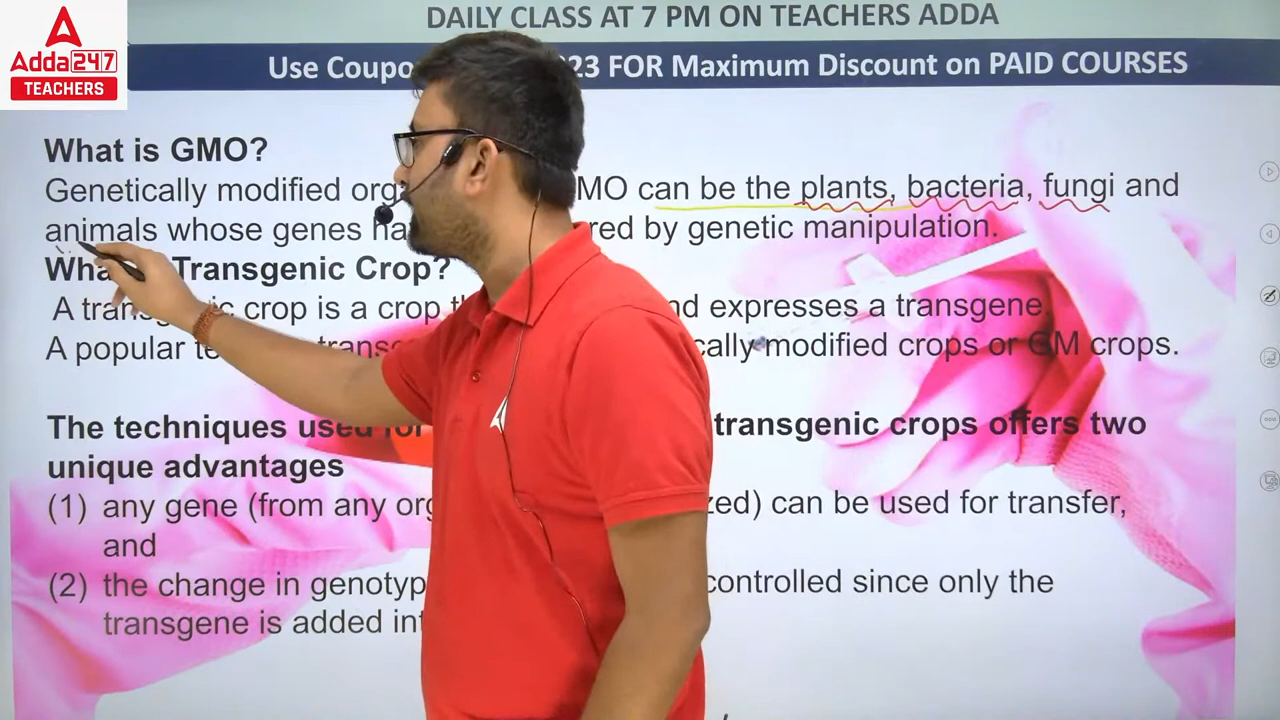 DAILY CLASS AT 7 PM ON TEACHERS ADDA
Adda247
TEACHERS
Use Coupo 23 FOR Maximum Discount on PAID COURSES
What is GMO?
Genetically modified org MO can be the plants, bacteria, fungi and
animals whose genes ha red by genetic manipulation.
Wha Transgenic Crop?
A trans c crop is a crop th nd expresses a transgene.
A popular te transg cally modified crops or GM crops.
The techniques used for transgenic crops offers two
unique advantages
(1) any gene (from any org zed) can be used for transfer,
and
(2) the change in genotyp controlled since only the
transgene is added int